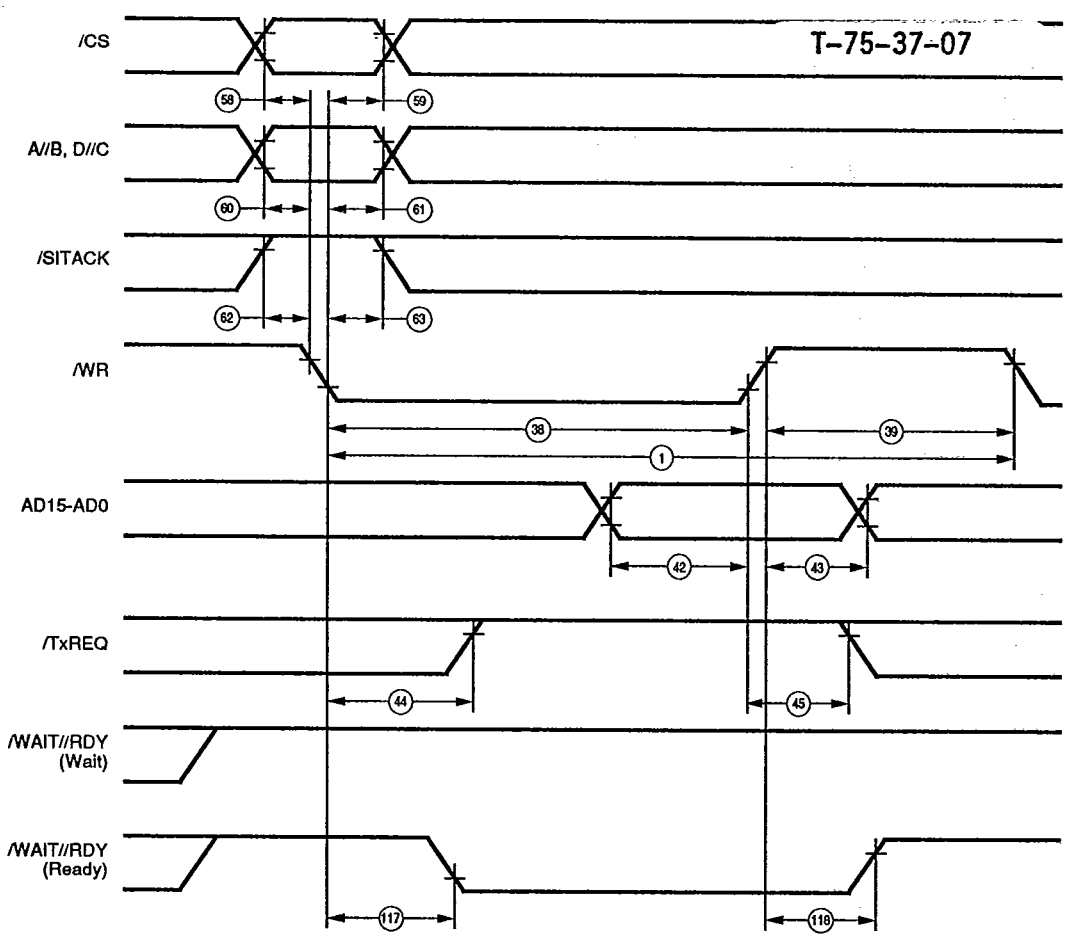 /CS
T-75-37-07
58
59
A//B, D//C
60
61
/SITACK
62
63
/WR
38
39
1
AD15-AD0
42
43
/TxREQ
44
45
/WAIT//RDY
(Wait)
/WAIT//RDY
(Ready)
117
118